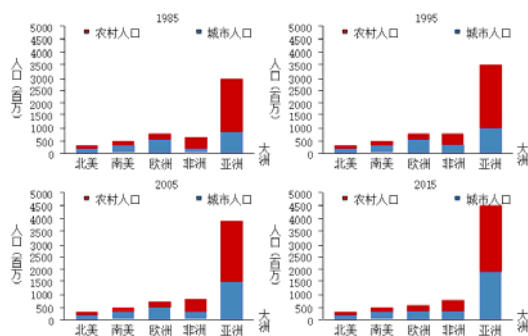 1985
农村人口
城市人口
人口(百万)
5000
4500
4000
3500
3000
2500
2000
1500
1000
500
0
北美
南美
欧洲
非洲
亚洲
大洲
1995
农村人口
城市人口
人口(百万)
5000
4500
4000
3500
3000
2500
2000
1500
1000
500
0
北美
南美
欧洲
非洲
亚洲
大洲
2005
农村人口
城市人口
人口(百万)
5000
4500
4000
3500
3000
2500
2000
1500
1000
500
0
北美
南美
欧洲
非洲
亚洲
大洲
2015
农村人口
城市人口
人口(百万)
5000
4500
4000
3500
3000
2500
2000
1500
1000
500
0
北美
南美
欧洲
非洲
亚洲
大洲